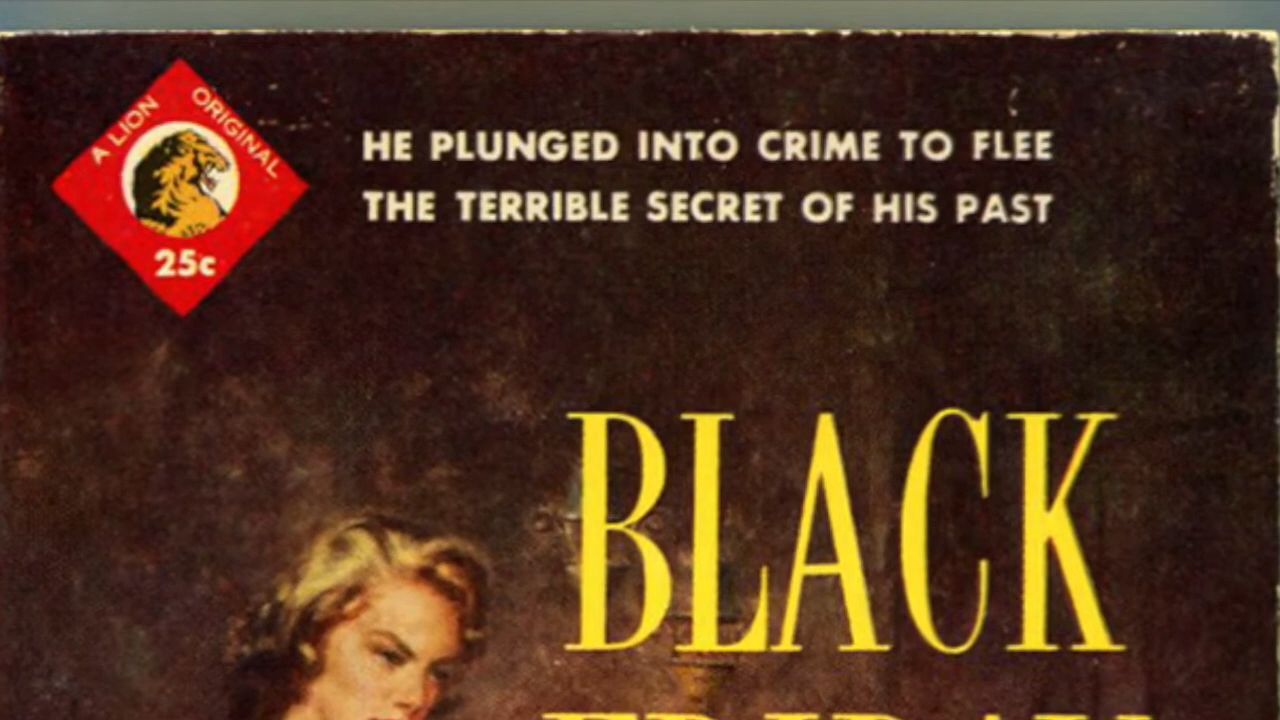 A LION ORIGINAL
25c
HE PLUNGED INTO CRIME TO FLEE
THE TERRIBLE SECRET OF HIS PAST
BLACK